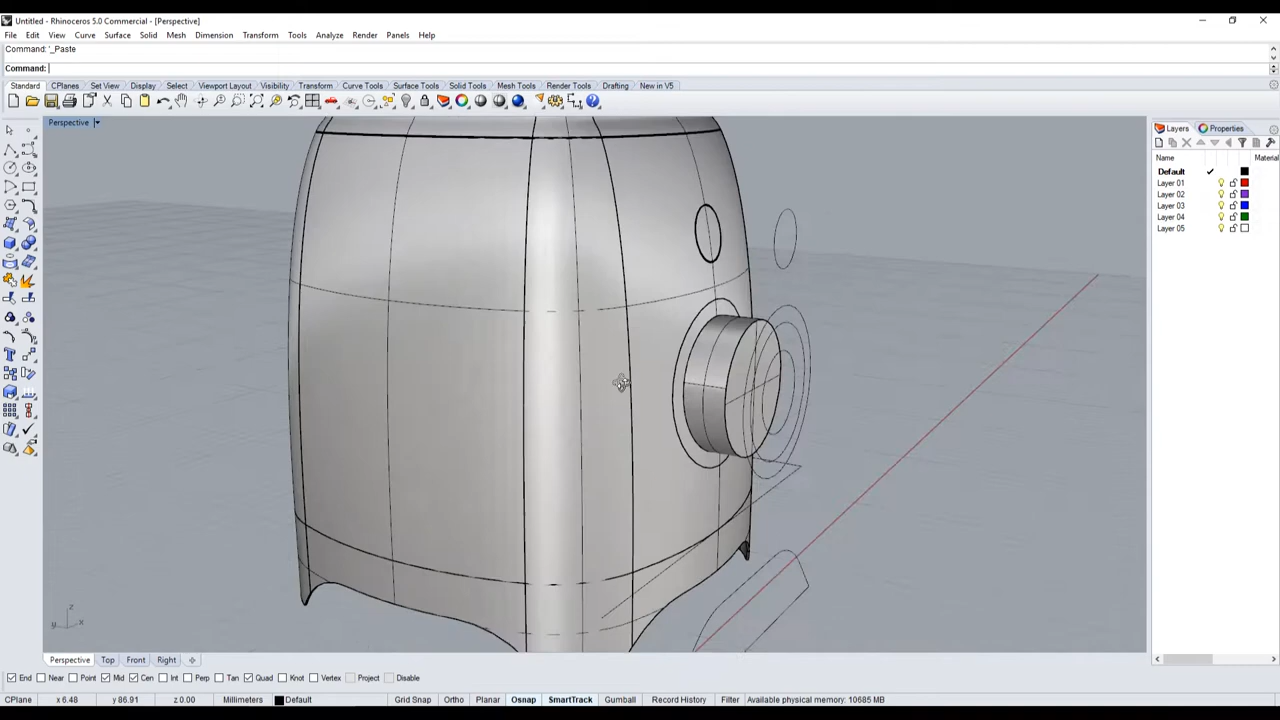 Untitled - Rhinoceros 5.0 Commercial - [Perspective]
File Edit View Curve Surface Solid Mesh Dimension Transform Tools Analyze Render Panels Help
Command: '_Paste
Command:
Standard CPlanes Set View Display Select Viewport Layout Visibility Transform Curve Tools Surface Tools Solid Tools Mesh Tools Render Tools Drafting New in V5
Perspective
Layers Properties
Name Material
Default
Layer 01
Layer 02
Layer 03
Layer 04
Layer 05
z
y x
Perspective Top Front Right
End Near Point Mid Cen Int Perp Tan Quad Knot Vertex Project Disable
CPlane x 6.48 y 86.91 z 0.00 Millimeters Default Grid Snap Ortho Planar Osnap SmartTrack Gumball Record History Filter Available physical memory: 10685 MB